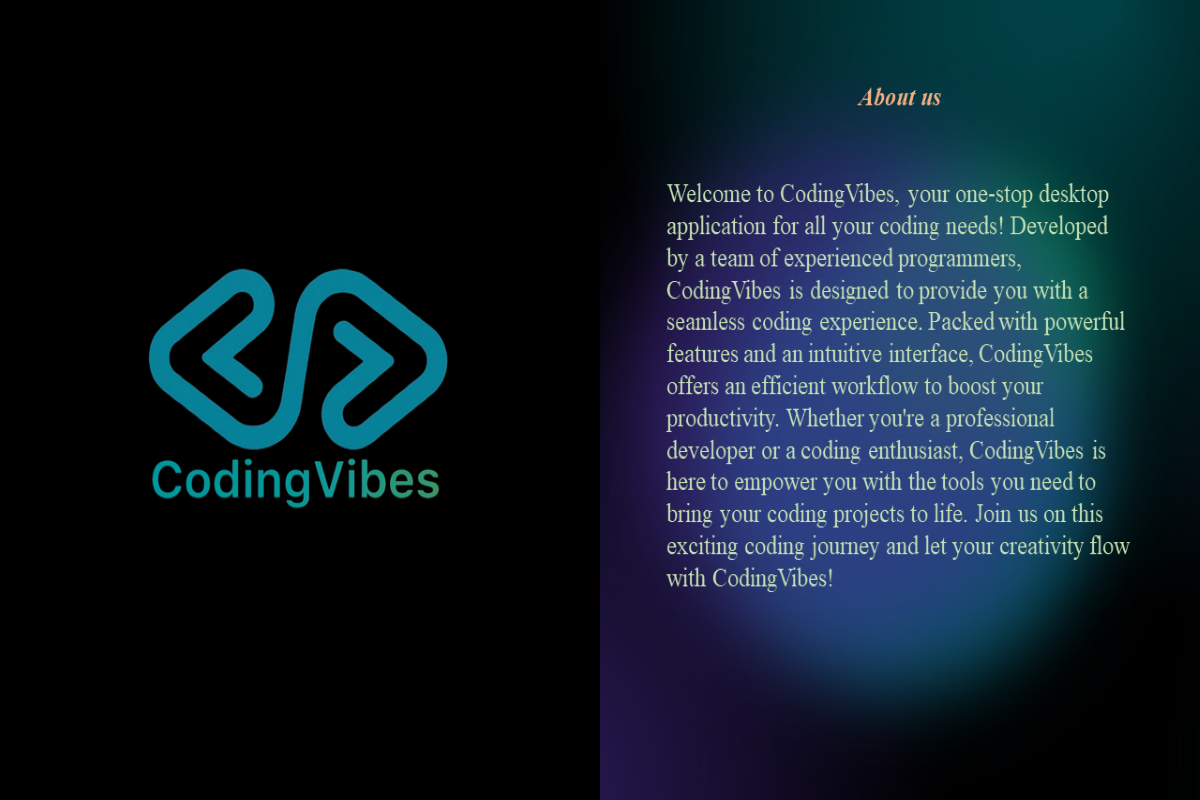 CodingVibes
About us
Welcome to CodingVibes, your one-stop desktop
application for all your coding needs! Developed
by a team of experienced programmers,
CodingVibes is designed to provide you with a
seamless coding experience. Packed with powerful
features and an intuitive interface, CodingVibes
offers an efficient workflow to boost your
productivity. Whether you're a professional
developer or a coding enthusiast, CodingVibes is
here to empower you with the tools you need to
bring your coding projects to life. Join us on this
exciting coding journey and let your creativity flow
with CodingVibes!